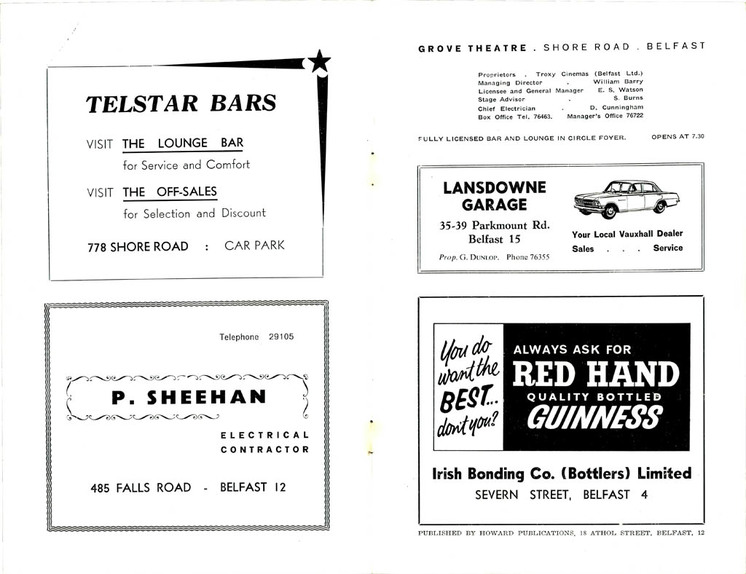 TELSTAR BARS
VISIT THE LOUNGE BAR
for Service and Comfort
VISIT THE OFF-SALES
for Selection and Discount
778 SHORE ROAD : CAR PARK
Telephone 29105
P. SHEEHAN
ELECTRICAL
CONTRACTOR
485 FALLS ROAD - BELFAST 12
GROVE THEATRE . SHORE ROAD . BELFAST
Proprietors . Troxy Cinemas (Belfast Ltd.)
Managing Director . William Barry
Licensee and General Manager E. S. Watson
Stage Advisor . S. Burns
Chief Electrician . D. Cunningham
Box Office Tel. 76463. Manager's Office 76722
FULLY LICENSED BAR AND LOUNGE IN CIRCLE FOYER. OPENS AT 7.30
LANSDOWNE
GARAGE
35-39 Parkmount Rd.
Belfast 15
Prop. G. DUNLOP. Phone 76355
Your Local Vauxhall Dealer
Sales . . . Service
You do
want the
BEST...
don't you?
ALWAYS ASK FOR
RED HAND
QUALITY BOTTLED
GUINNESS
Irish Bonding Co. (Bottlers) Limited
SEVERN STREET, BELFAST 4
PUBLISHED BY HOWARD PUBLICATIONS, 18 ATHOL STREET, BELFAST, 12